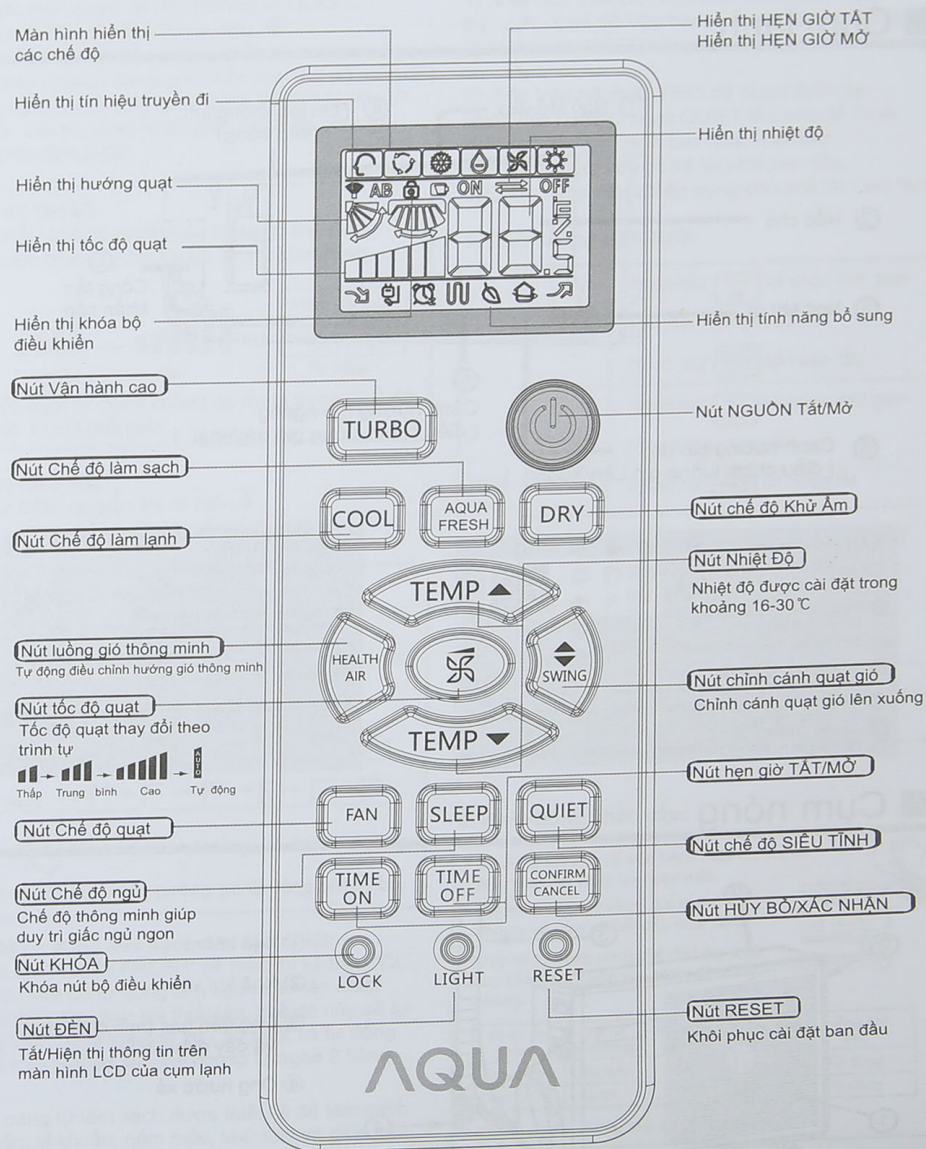 Màn hình hiển thị
các chế độ
Hiển thị tín hiệu truyền đi
Hiển thị hướng quạt
Hiển thị tốc độ quạt
Hiển thị khóa bộ
điều khiển
Nút Vận hành cao
Nút Chế độ làm sạch
Nút Chế độ làm lạnh
Nút luồng gió thông minh
Tự động điều chỉnh hướng gió thông minh
Nút tốc độ quạt
Tốc độ quạt thay đổi theo
trình tự
AUTO
Thấp Trung bình Cao Tự động
Nút Chế độ quạt
Nút Chế độ ngủ
Chế độ thông minh giúp
duy trì giấc ngủ ngon
Nút KHÓA
Khóa nút bộ điều khiển
Nút ĐÈN
Tắt/Hiện thị thông tin trên
màn hình LCD của cụm lạnh
AB ON OFF
TURBO
COOL
AQUA
FRESH
DRY
TEMP
HEALTH
AIR
SWING
TEMP
FAN
SLEEP
QUIET
TIME
ON
TIME
OFF
CONFIRM
CANCEL
LOCK
LIGHT
RESET
AQUA
Hiển thị HẸN GIỜ TẮT
Hiển thị HẸN GIỜ MỞ
Hiển thị nhiệt độ
Hiển thị tính năng bổ sung
Nút NGUỒN Tắt/Mở
Nút chế độ Khử Ẩm
Nút Nhiệt Độ
Nhiệt độ được cài đặt trong
khoảng 16-30℃
Nút chỉnh cánh quạt gió
Chỉnh cánh quạt gió lên xuống
Nút hẹn giờ TẮT/MỞ
Nút chế độ SIÊU TĨNH
Nút HỦY BỎ/XÁC NHẬN
Nút RESET
Khôi phục cài đặt ban đầu